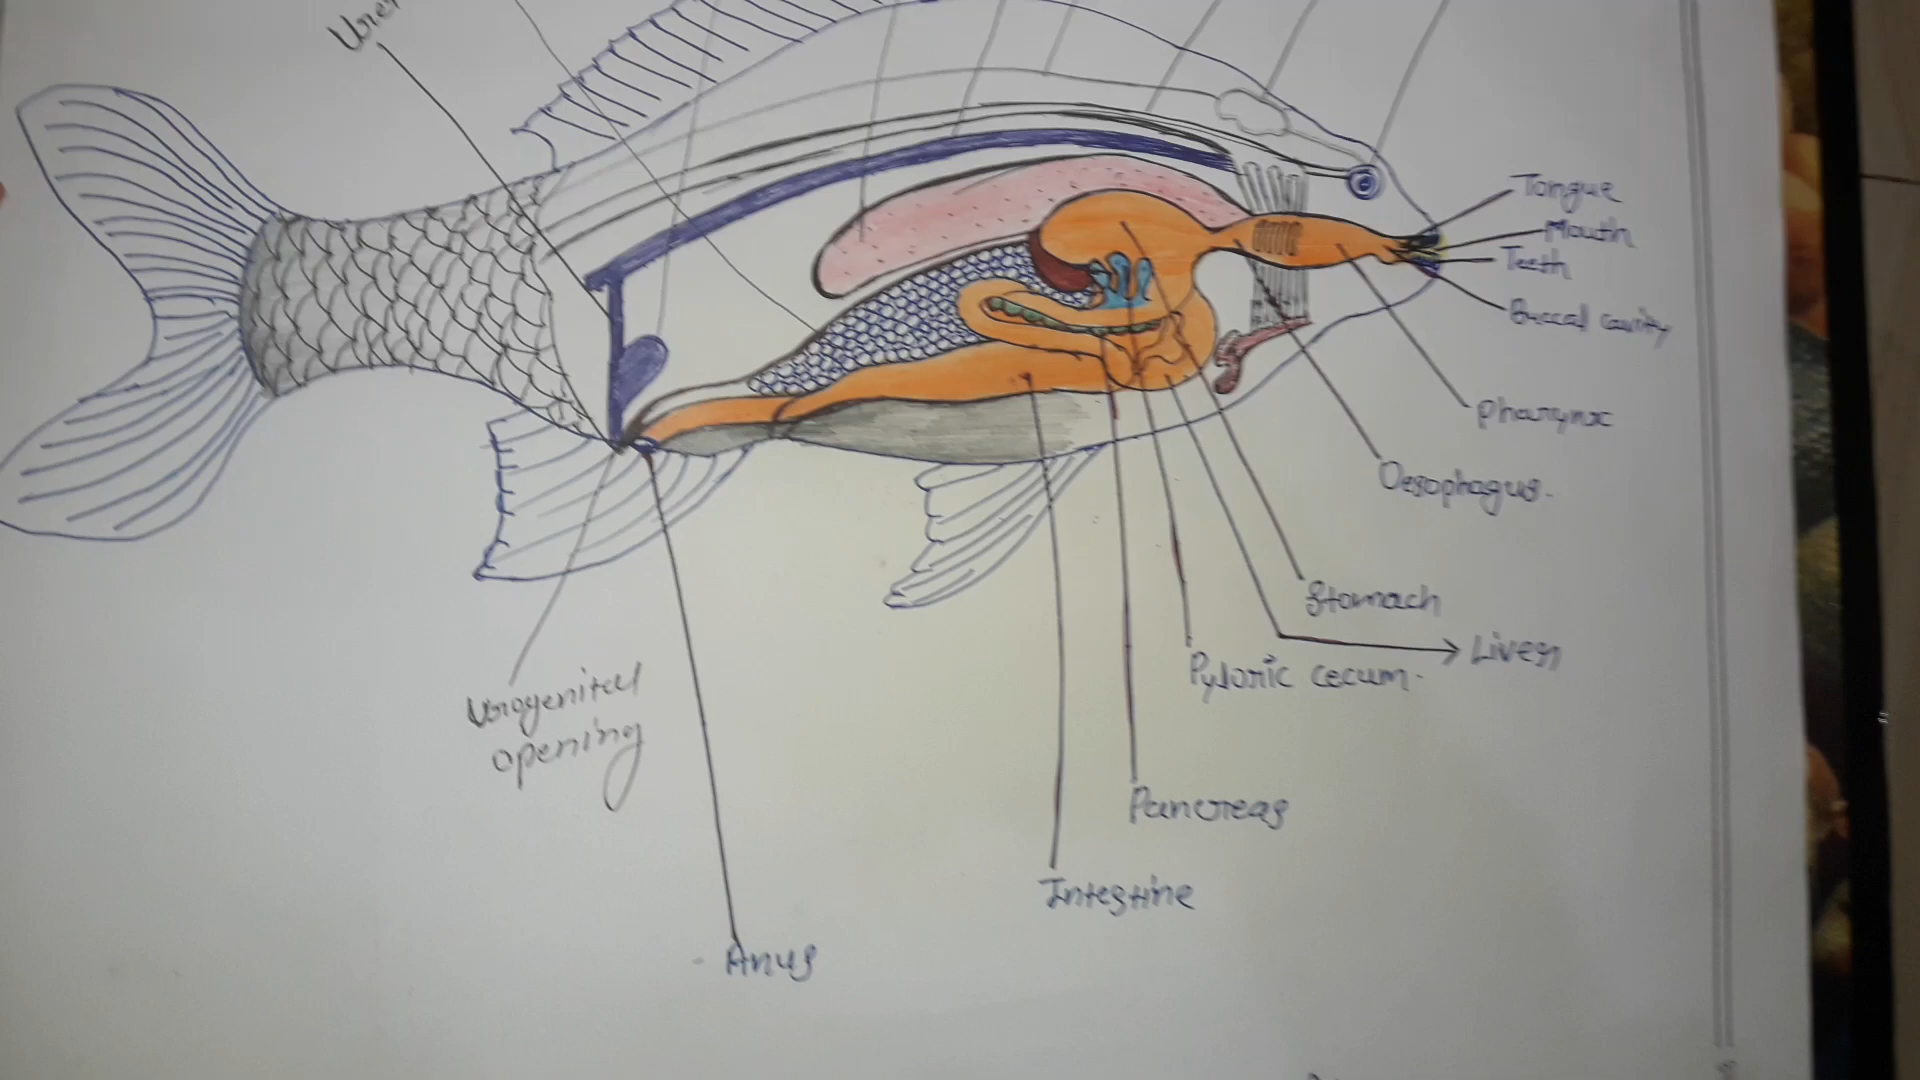 Tongue
Mouth
Teeth
Buccal cavity
Pharynx
Oesophagus.
Stomach
Liver
Pyloric cecum.
Urogenital
opening
Pancreas
Intestine
Anus